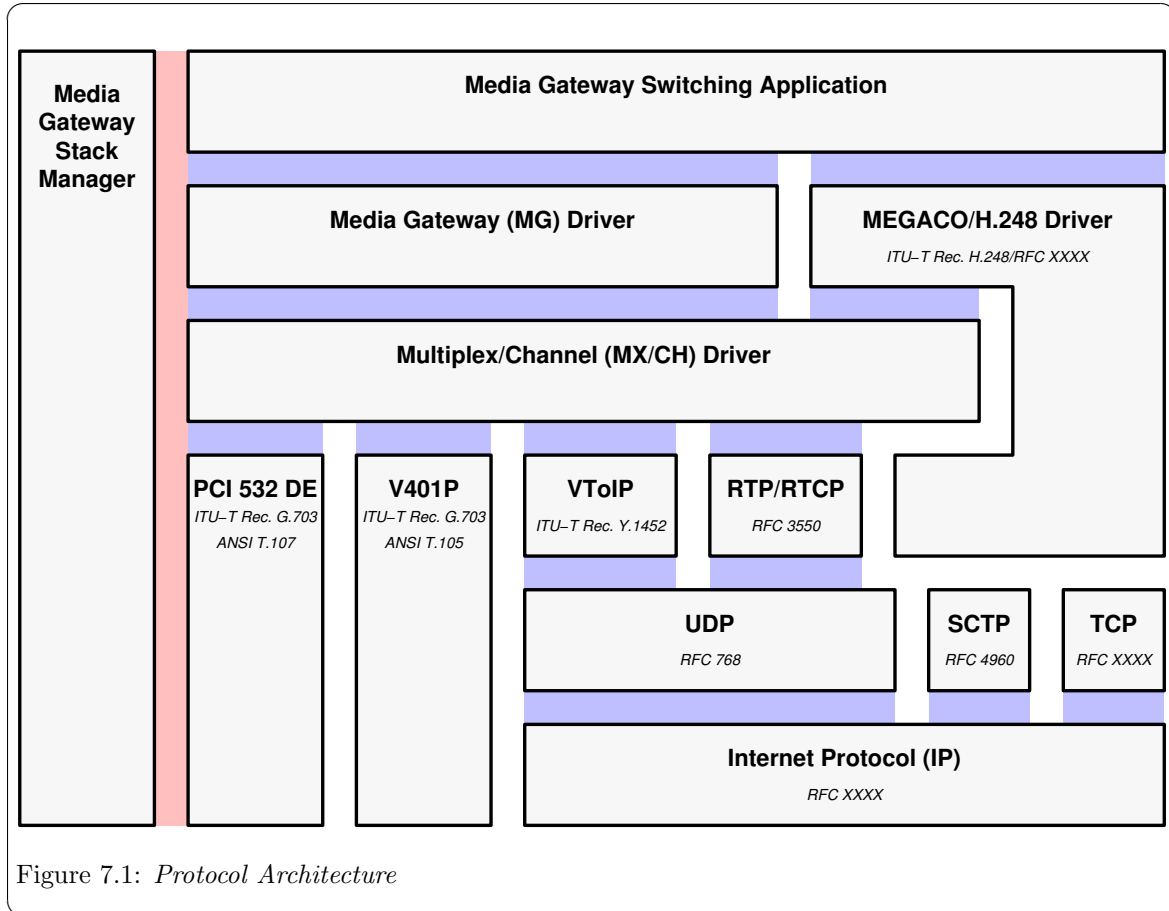 Media
Gateway
Stack
Manager
Media Gateway Switching Application
Media Gateway (MG) Driver
MEGACO/H.248 Driver
ITU–T Rec. H.248/RFC XXXX
Multiplex/Channel (MX/CH) Driver
PCI 532 DE
ITU–T Rec. G.703
ANSI T.107
V401P
ITU–T Rec. G.703
ANSI T.105
VToIP
ITU–T Rec. Y.1452
RTP/RTCP
RFC 3550
UDP
RFC 768
SCTP
RFC 4960
TCP
RFC XXXX
Internet Protocol (IP)
RFC XXXX
Figure 7.1: Protocol Architecture